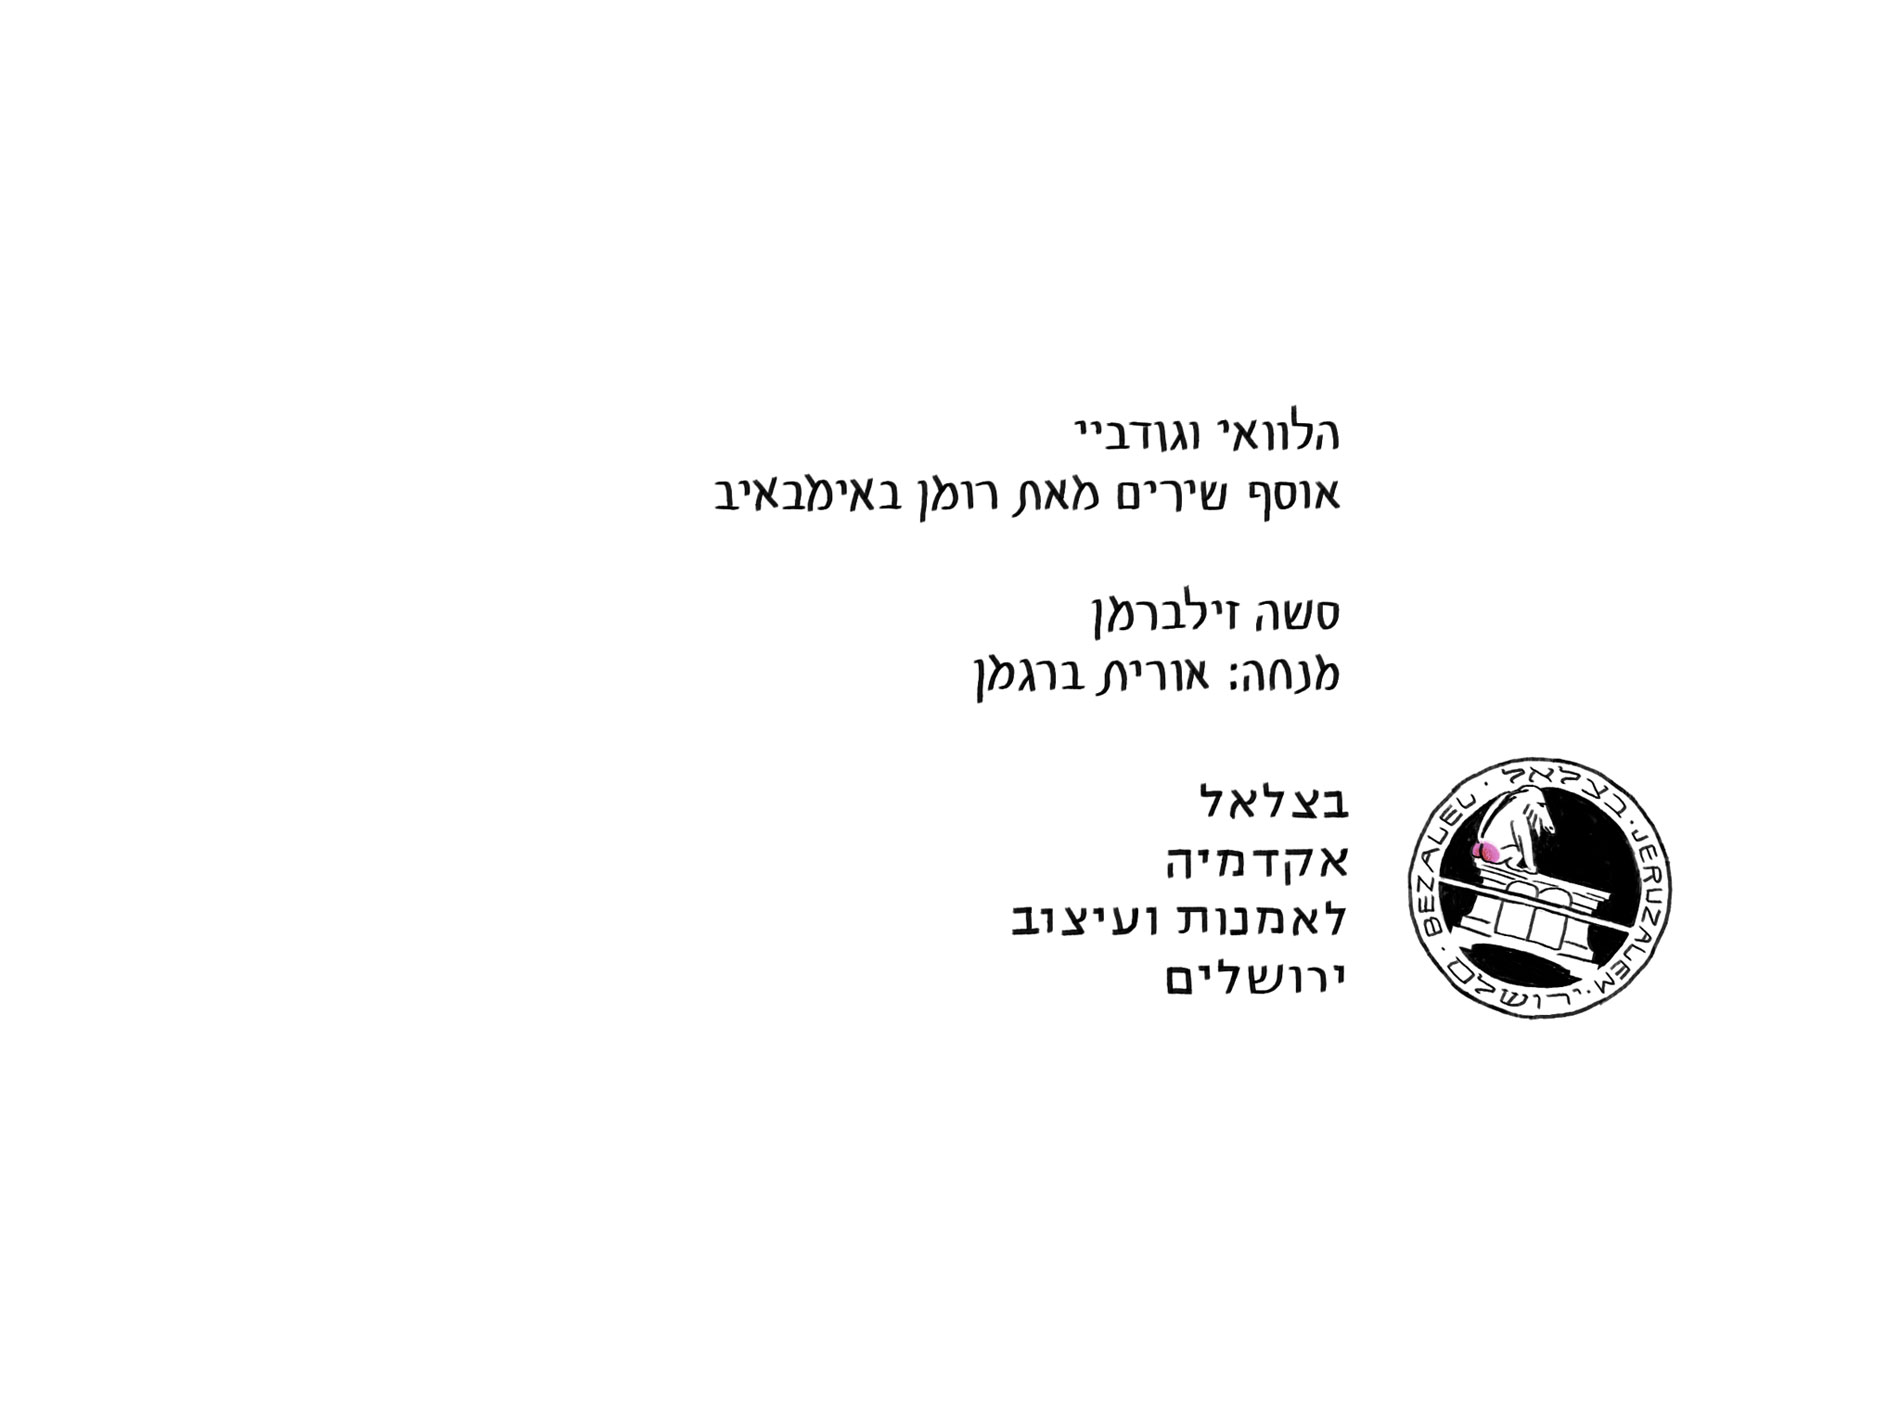 הלוואי וגודביי
אוסף שירים מאת רומן באימבאיב
סשה זילברמן
מנחה: אורית ברגמן
בצלאל
אקדמיה
לאמנות ועיצוב
ירושלים
בצלאל · JERUZALEM · ירושלם · BEZALEL ·